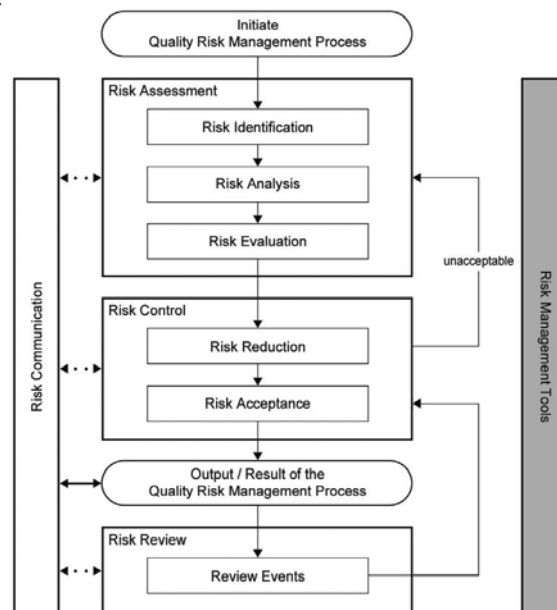 Initiate
Quality Risk Management Process
Risk Assessment
Risk Identification
Risk Analysis
Risk Evaluation
unacceptable
Risk Control
Risk Reduction
Risk Acceptance
Output / Result of the
Quality Risk Management Process
Risk Review
Review Events
Risk Communication
Risk Management Tools